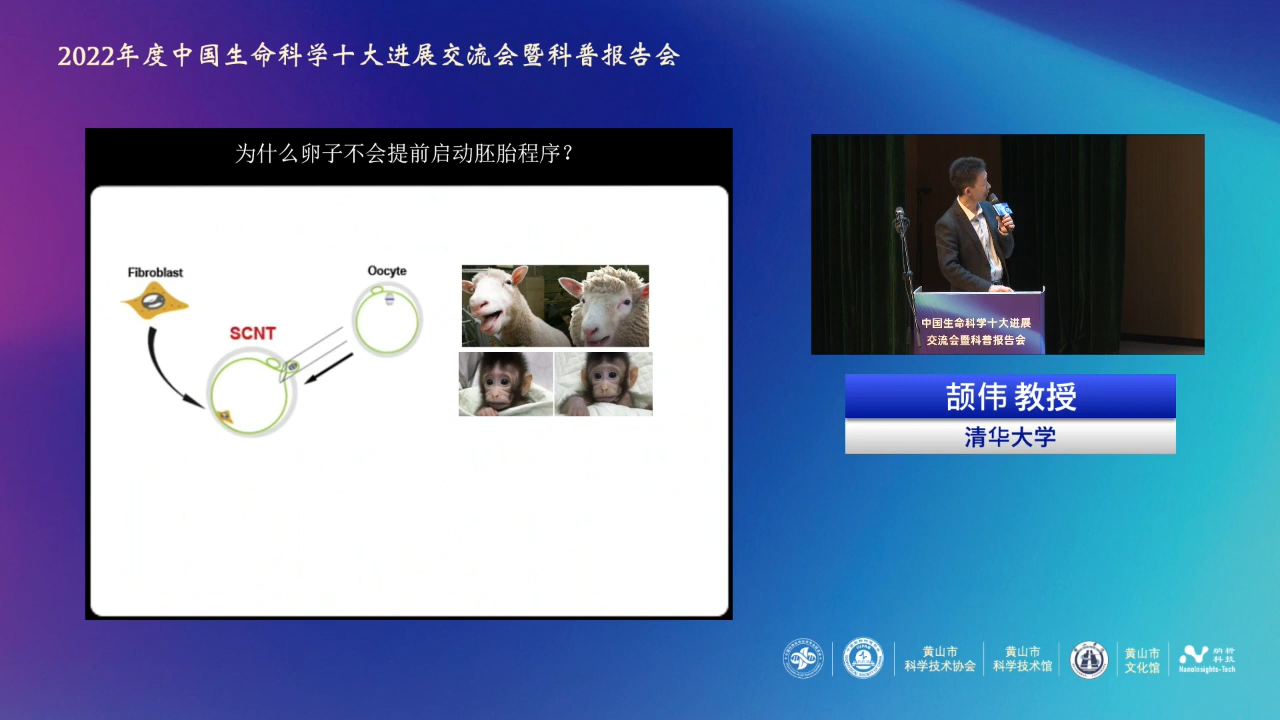 2022年度中国生命科学十大进展交流会暨科普报告会
为什么卵子不会提前启动胚胎程序？
Fibroblast
Oocyte
SCNT
中国生命科学十大进展
交流会暨科普报告会
颉伟 教授
清华大学
黄山市
科学技术协会
黄山市
科学技术馆
黄山市
文化馆
纳析
科技
NanoInsights-Tech